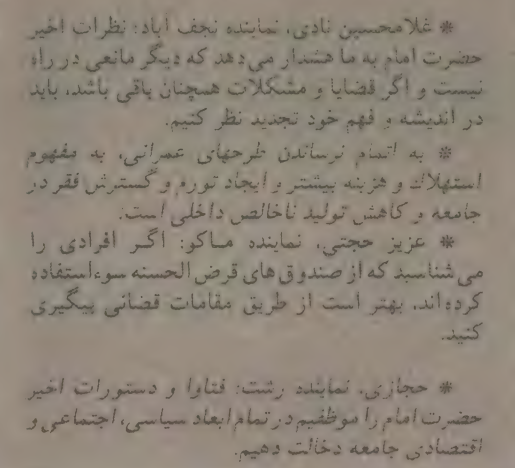 * غلامحسین نادی، نماینده نجف آباد: نظرات اخیر
حضرت امام به ما هشدار می‌دهد که دیگر مانعی در راه
نیست و اگر قضایا و مشکلات همچنان باقی باشد، باید
در اندیشه و فهم خود تجدید نظر کنیم.
* به اتمام نرساندن طرحهای عمرانی، به مفهوم
استهلاک و هزینه بیشتر و ایجاد تورم و گسترش فقر در
جامعه و کاهش تولید ناخالص داخلی است.
* عزیز حجتی، نماینده ماکو: اگر افرادی را
می‌شناسید که از صندوق‌های قرض الحسنه سوءاستفاده
کرده‌اند، بهتر است از طریق مقامات قضائی پیگیری
کنید.
* حجازی، نماینده رشت: فتاوا و دستورات اخیر
حضرت امام را موظفیم در تمام ابعاد سیاسی، اجتماعی و
اقتصادی جامعه دخالت دهیم.